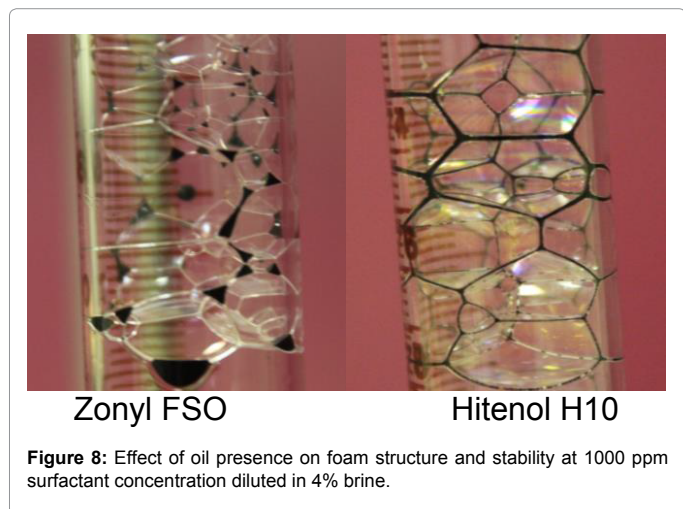 Zonyl FSO
Hitenol H10
Figure 8: Effect of oil presence on foam structure and stability at 1000 ppm
surfactant concentration diluted in 4% brine.